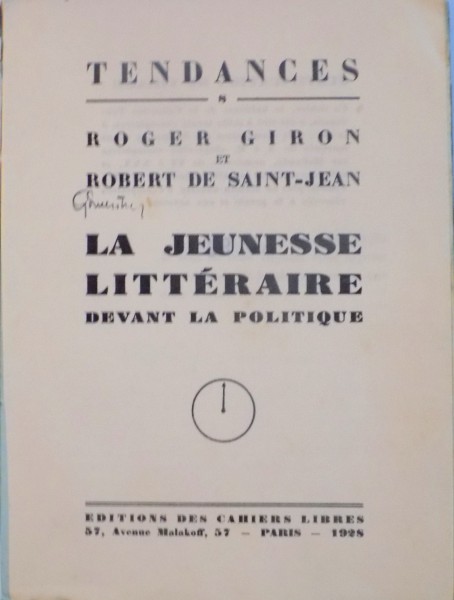 TENDANCES
8
ROGER GIRON
ET
ROBERT DE SAINT-JEAN
LA JEUNESSE
LITTÉRAIRE
DEVANT LA POLITIQUE
EDITIONS DES CAHIERS LIBRES
57, Avenue Malakoff, 57 — PARIS — 1928